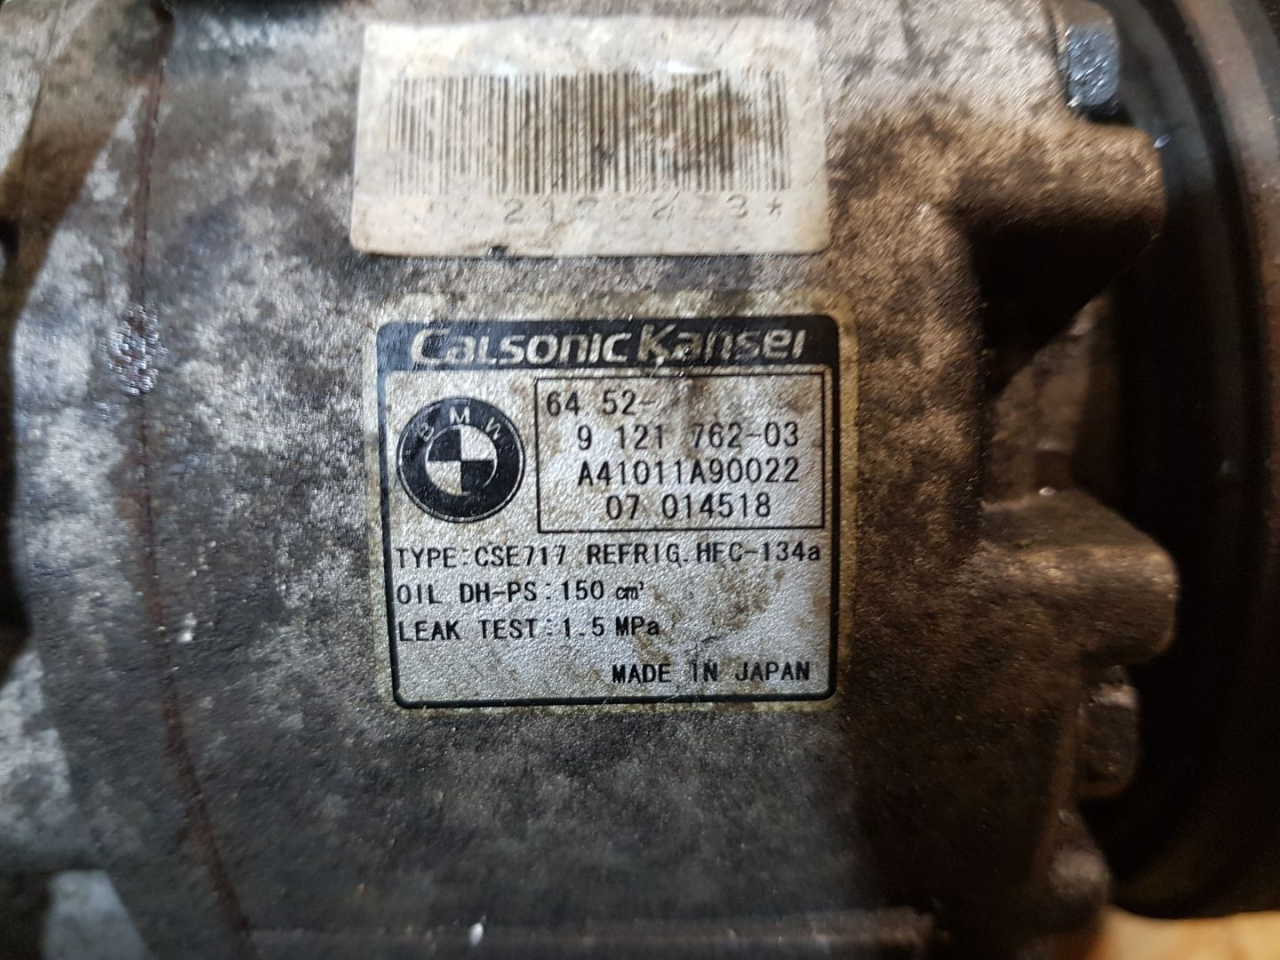 Calsonic Kansei
BMW
64 52-
9 121 762-03
A41011A90022
07 014518
TYPE:CSE717 REFRIG.HFC-134a
OIL DH-PS:150 cm³
LEAK TEST:1.5 MPa
MADE IN JAPAN